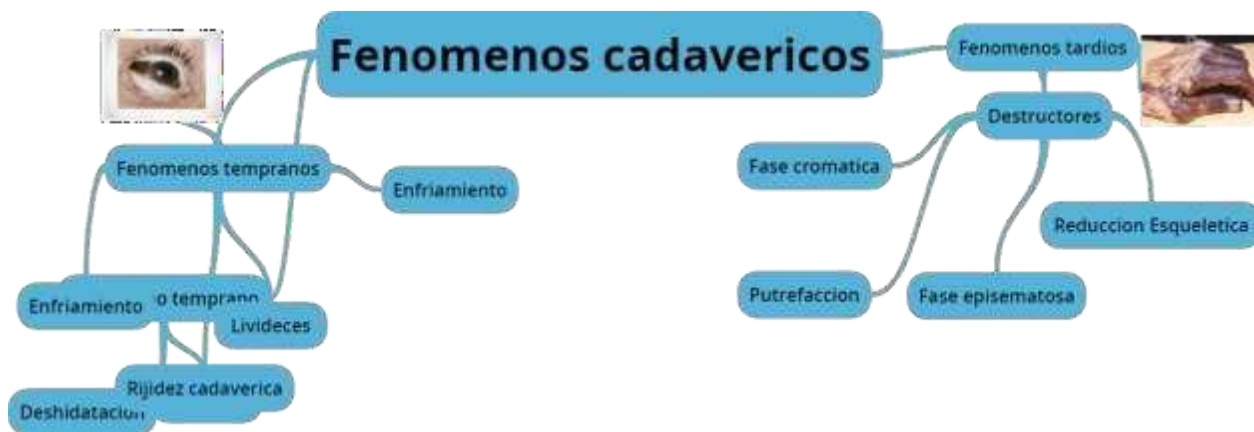 Fenomenos cadavericos
Fenomenos tardios
Destructores
Fenomenos tempranos
Enfriamiento
Fase cromatica
Reduccion Esqueletica
Enfriamiento
o temprano
Livideces
Putrefaccion
Fase episematosa
Rijidez cadaverica
Deshidatacion